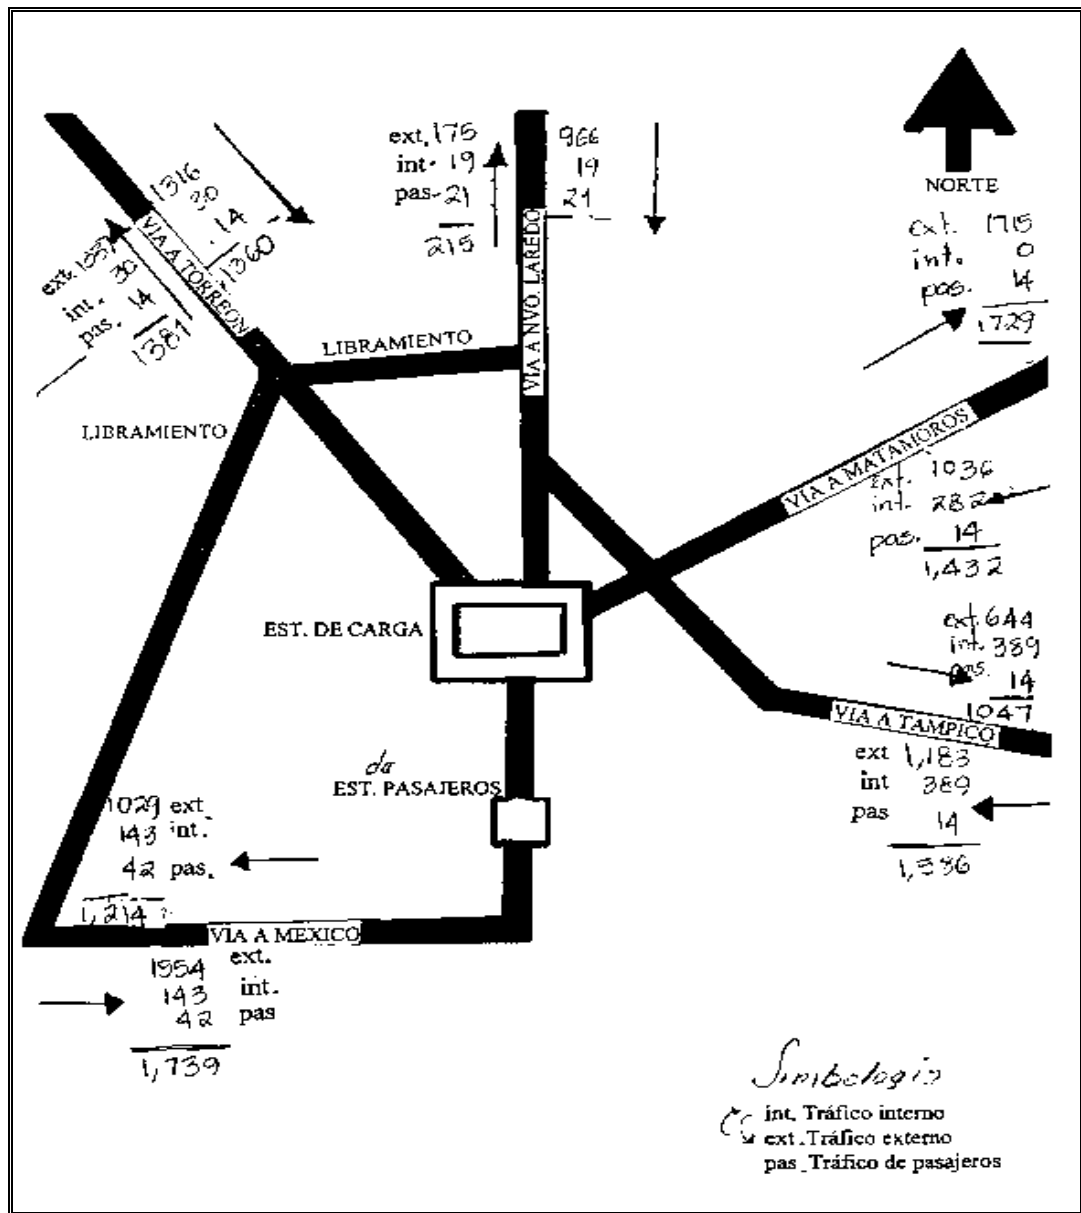 NORTE
ext. 175
int. 19
pas. 21
215
966
19
21
1316
30
14
1360
ext. 1337
int. 30
pas. 14
1381
VIA A TORREON
VIA A NVO. LAREDO
ext. 1715
int. 0
pas. 14
1729
LIBRAMIENTO
LIBRAMIENTO
VIA A MATAMOROS
ext. 1036
int. 282
pas. 14
1,432
EST. DE CARGA
ext. 644
int. 389
pas. 14
1047
VIA A TAMPICO
ext 1,183
int 389
pas 14
1,586
de
EST. PASAJEROS
1029 ext
143 int.
42 pas.
1,214
VIA A MEXICO
1554 ext.
143 int.
42 pas
1,739
Simbologia
int. Tráfico interno
ext. Tráfico externo
pas. Tráfico de pasajeros